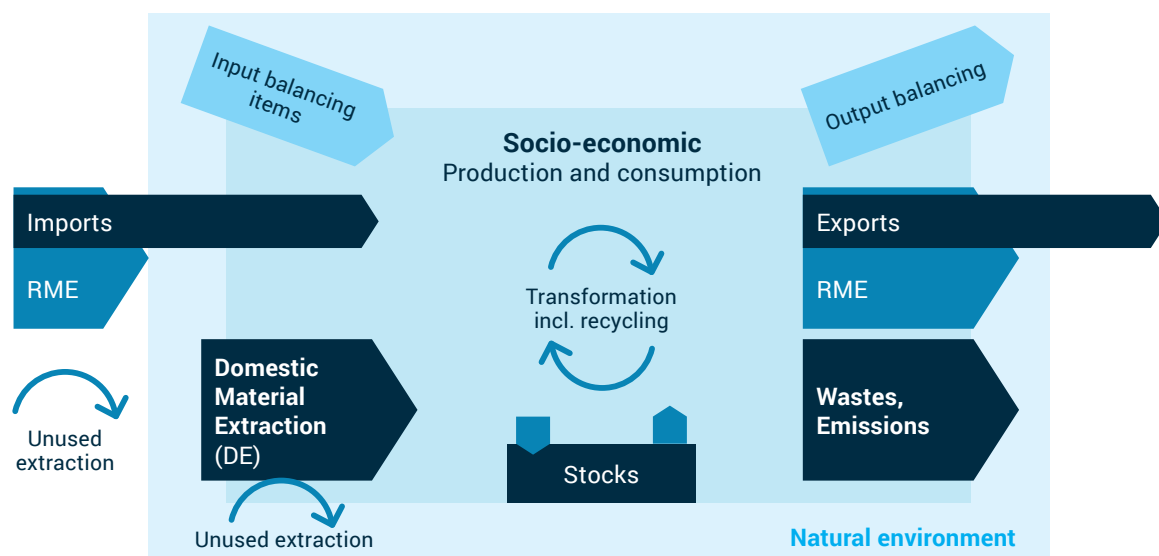 Input balancing
items
Output balancing
Socio-economic
Production and consumption
Imports
Exports
RME
RME
Transformation
incl. recycling
Domestic
Material
Extraction
(DE)
Wastes,
Emissions
Unused
extraction
Stocks
Unused extraction
Natural environment